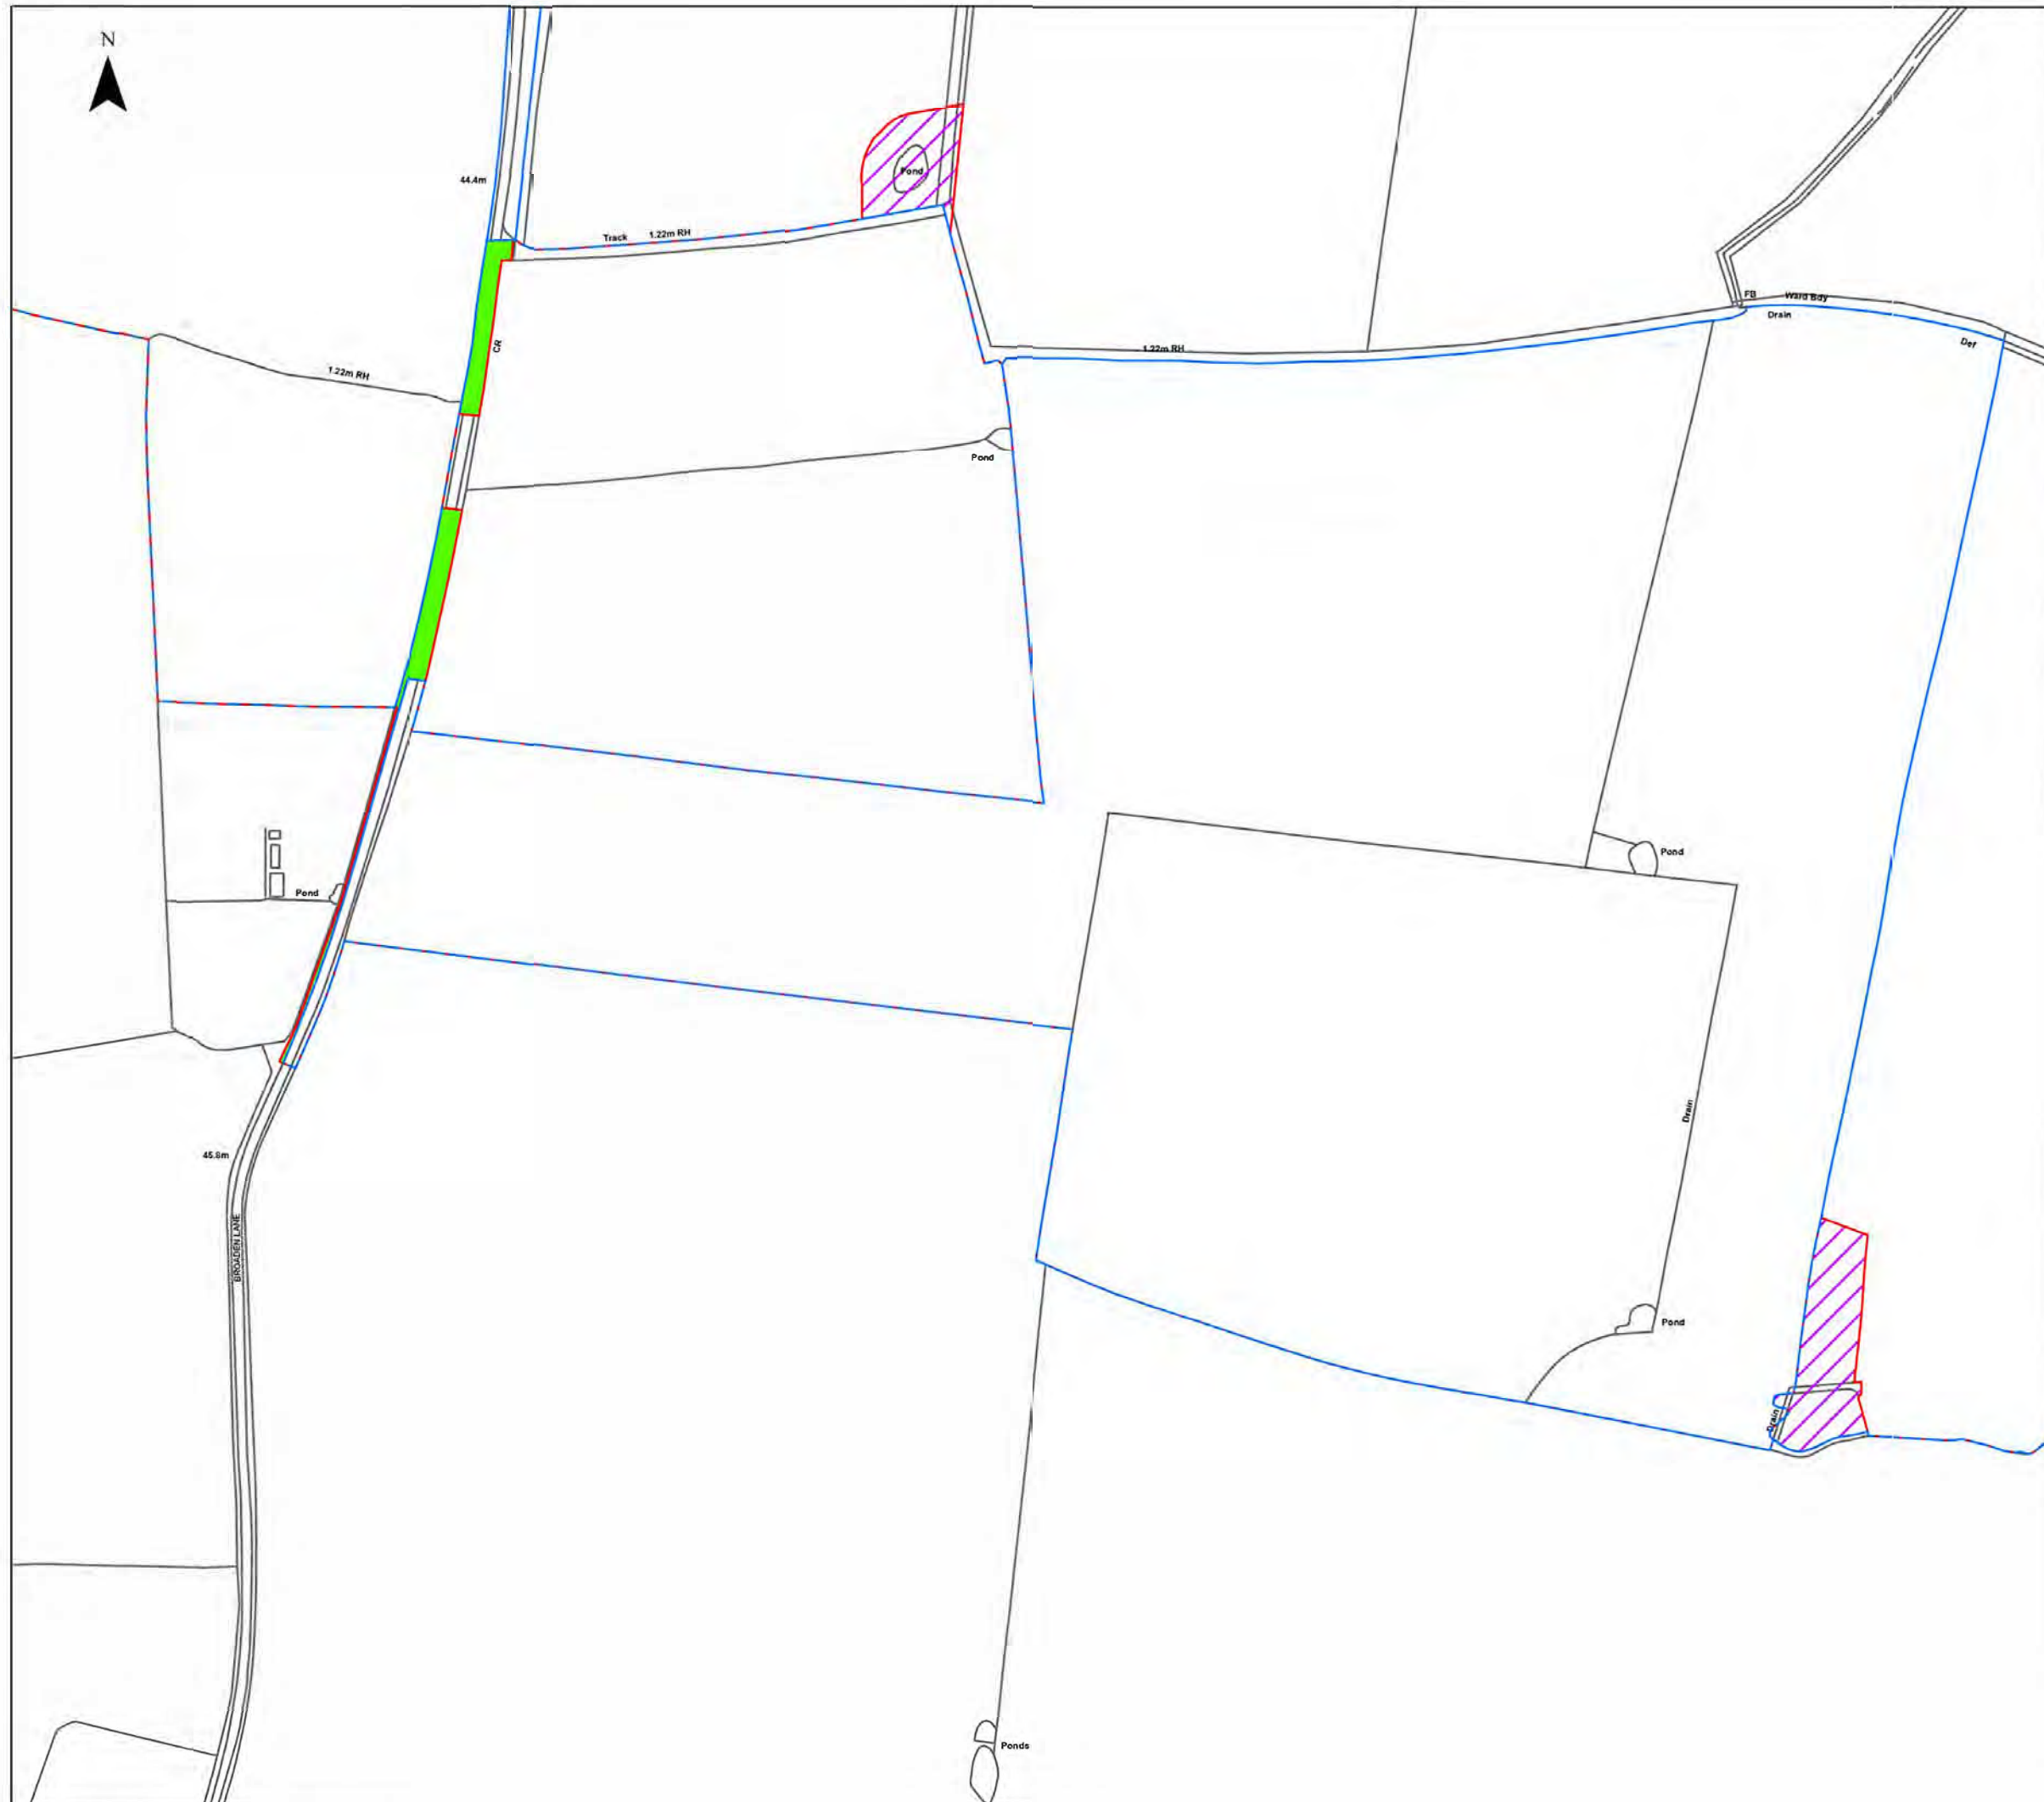 N
Pond
44.4m
Track 1.22m RH
FB Ward Bdy
Drain
Def
CR
1.22m RH
1.22m RH
Pond
Pond
Pond
Drain
45.8m
BROADEN LANE
Pond
Drain
Ponds